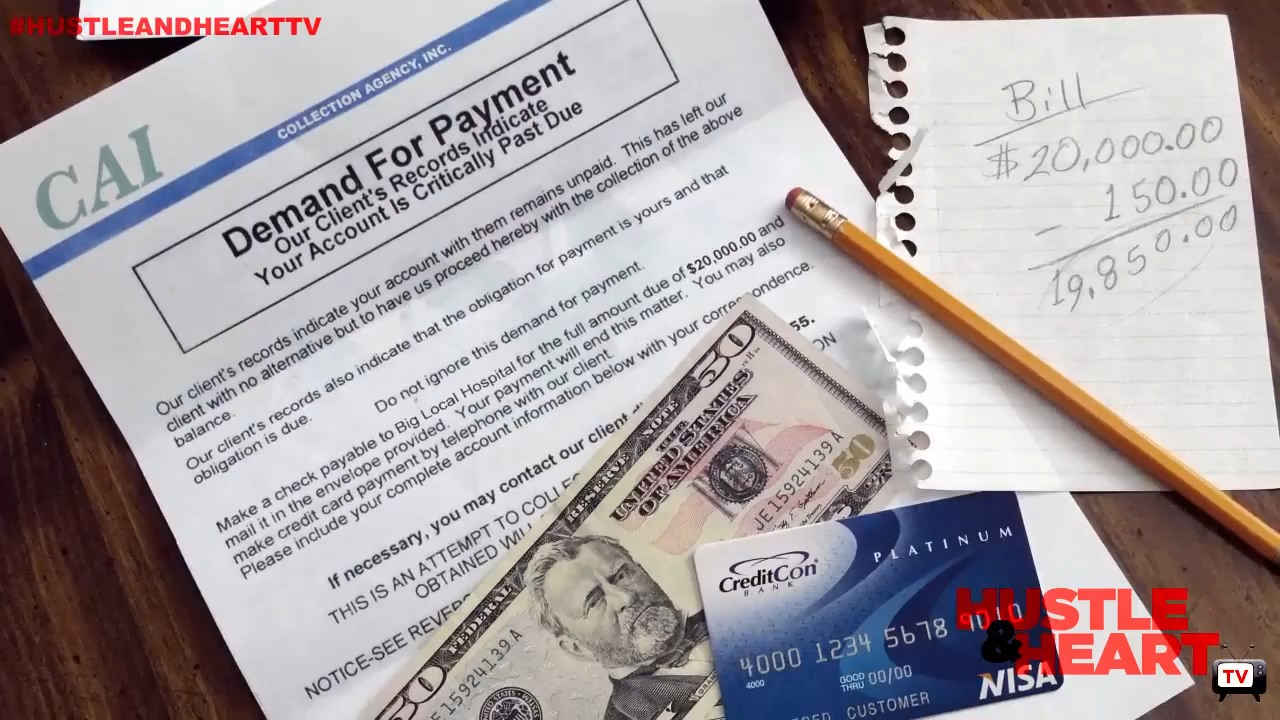 #HUSTLEANDHEARTTV
COLLECTION AGENCY, INC.
CAI
Demand For Payment
Our Client's Records Indicate
Your Account Is Critically Past Due
Our client's records indicate your account with them remains unpaid. This has left our
client with no alternative but to have us proceed hereby with the collection of the above
balance.
Our client's records also indicate that the obligation for payment is yours and that
obligation is due.
Do not ignore this demand for payment.
Make a check payable to Big Local Hospital for the full amount due of $20,000.00 and
mail it in the envelope provided. Your payment will end this matter. You may also
make credit card payment by telephone with our client.
Please include your complete account information below with your correspondence.
If necessary, you may contact our client
55.
THIS IS AN ATTEMPT TO COLLEC
ON
OBTAINED WILL
NOTICE-SEE REVER
Bill
$20,000.00
- 150.00
19,850.00
50
FEDERAL RESERVE NOTE
UNITED STATES
OF AMERICA
JE15924139A
50
JE15924139A
50
CreditCon
BANK
PLATINUM
4000 1234 5678 9010
4000
GOOD
THRU 00/00
RED CUSTOMER
VISA
HUSTLE
&HEART
TV